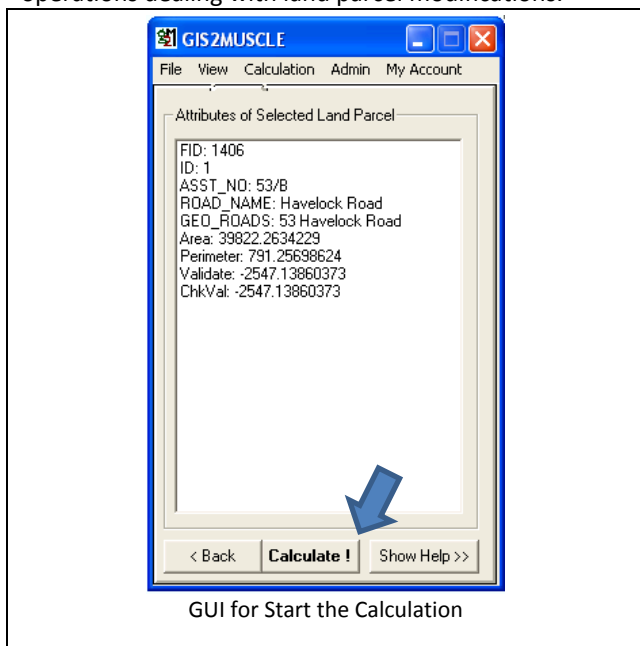 operations dealing with land parcel modifications.
GIS2MUSCLE
File View Calculation Admin My Account
Attributes of Selected Land Parcel
FID: 1406
ID: 1
ASST_NO: 53/B
ROAD_NAME: Havelock Road
GEO_ROADS: 53 Havelock Road
Area: 39822.2634229
Perimeter: 791.25698624
Validate: -2547.13860373
ChkVal: -2547.13860373
< Back Calculate ! Show Help >>
GUI for Start the Calculation